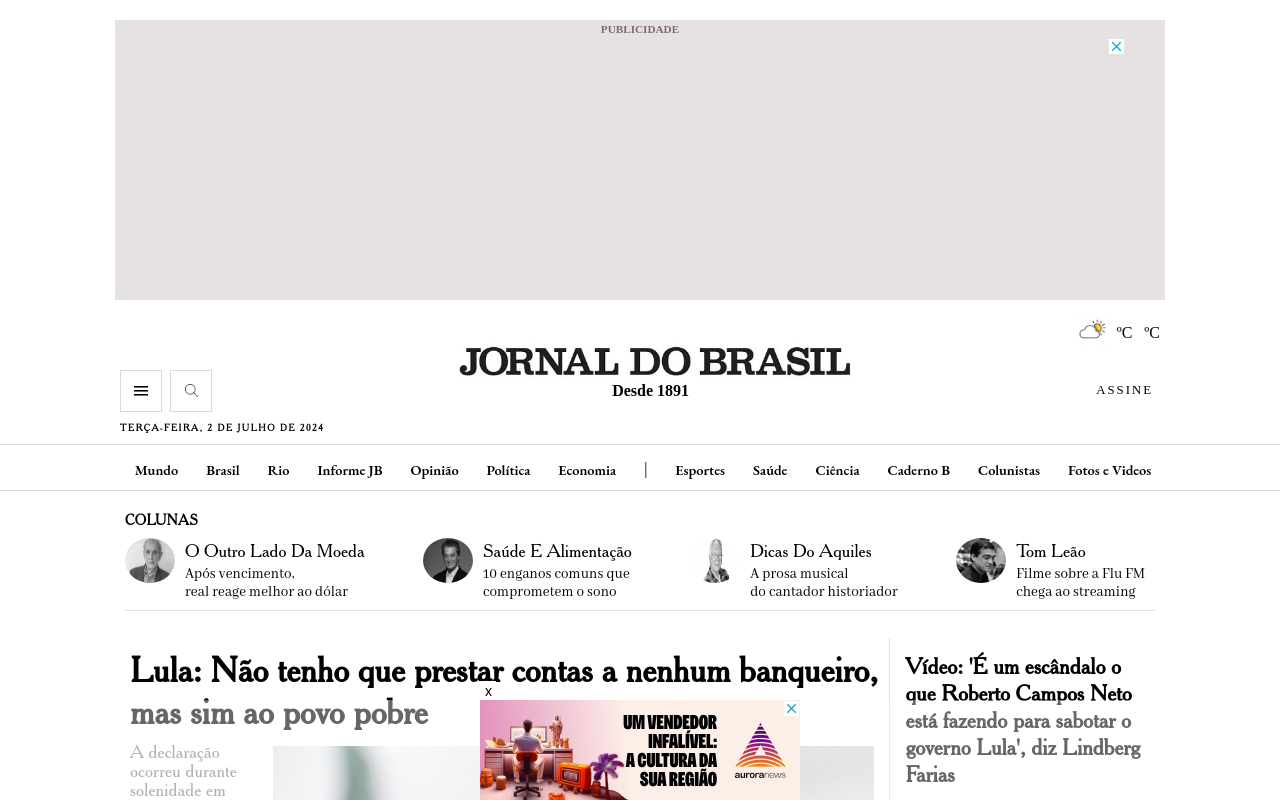 PUBLICIDADE
ºC ºC
JORNAL DO BRASIL
Desde 1891
ASSINE
TERÇA-FEIRA, 2 DE JULHO DE 2024
Mundo Brasil Rio Informe JB Opinião Política Economia | Esportes Saúde Ciência Caderno B Colunistas Fotos e Videos
COLUNAS
O Outro Lado Da Moeda
Após vencimento,
real reage melhor ao dólar
Saúde E Alimentação
10 enganos comuns que
comprometem o sono
Dicas Do Aquiles
A prosa musical
do cantador historiador
Tom Leão
Filme sobre a Flu FM
chega ao streaming
Lula: Não tenho que prestar contas a nenhum banqueiro,
mas sim ao povo pobre
A declaração
ocorreu durante
solenidade em
Vídeo: 'É um escândalo o
que Roberto Campos Neto
está fazendo para sabotar o
governo Lula', diz Lindberg
Farias
x
UM VENDEDOR
INFALÍVEL:
A CULTURA DA
SUA REGIÃO
auroranews